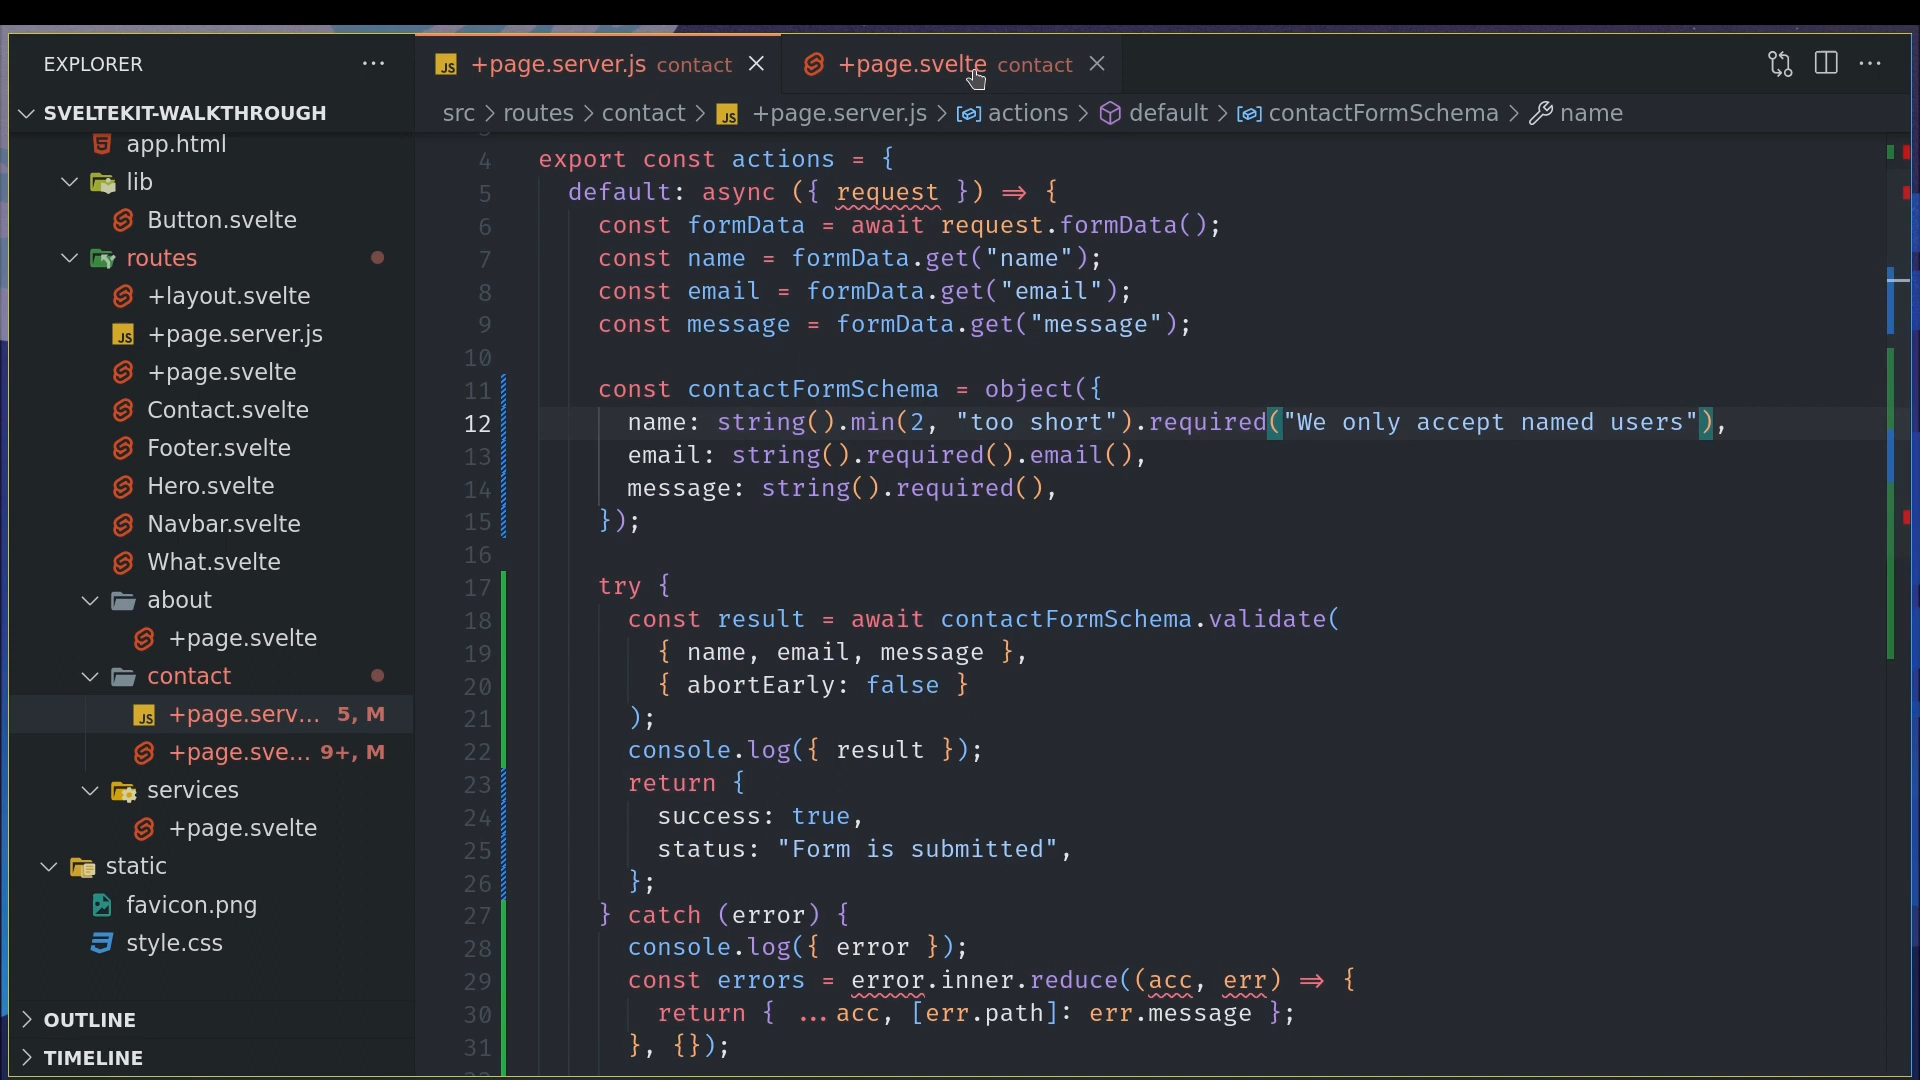 EXPLORER
SVELTEKIT-WALKTHROUGH
app.html
lib
Button.svelte
routes
+layout.svelte
JS +page.server.js
+page.svelte
Contact.svelte
Footer.svelte
Hero.svelte
Navbar.svelte
What.svelte
about
+page.svelte
contact
JS +page.serv... 5, M
+page.sve... 9+, M
services
+page.svelte
static
favicon.png
style.css
OUTLINE
TIMELINE
JS +page.server.js contact
+page.svelte contact
src > routes > contact > JS +page.server.js > actions > default > contactFormSchema > name
4 export const actions = {
5 default: async ({ request }) ⇒ {
6 const formData = await request.formData();
7 const name = formData.get("name");
8 const email = formData.get("email");
9 const message = formData.get("message");
10
11 const contactFormSchema = object({
12 name: string().min(2, "too short").required("We only accept named users"),
13 email: string().required().email(),
14 message: string().required(),
15 });
16
17 try {
18 const result = await contactFormSchema.validate(
19 { name, email, message },
20 { abortEarly: false }
21 );
22 console.log({ result });
23 return {
24 success: true,
25 status: "Form is submitted",
26 };
27 } catch (error) {
28 console.log({ error });
29 const errors = error.inner.reduce((acc, err) ⇒ {
30 return { ...acc, [err.path]: err.message };
31 }, {});